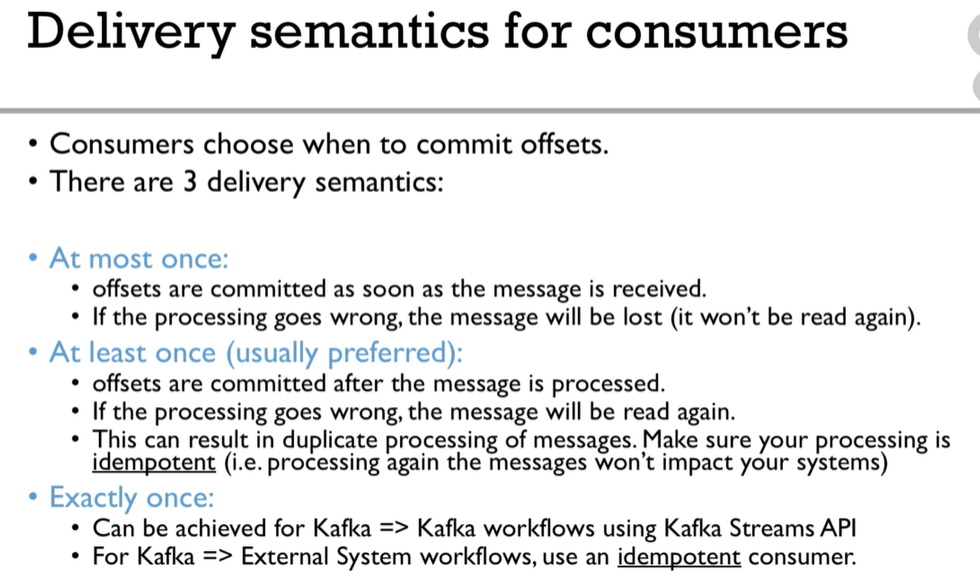 Delivery semantics for consumers
• Consumers choose when to commit offsets.
• There are 3 delivery semantics:
• At most once:
• offsets are committed as soon as the message is received.
• If the processing goes wrong, the message will be lost (it won't be read again).
• At least once (usually preferred):
• offsets are committed after the message is processed.
• If the processing goes wrong, the message will be read again.
• This can result in duplicate processing of messages. Make sure your processing is
idempotent (i.e. processing again the messages won't impact your systems)
• Exactly once:
• Can be achieved for Kafka => Kafka workflows using Kafka Streams API
• For Kafka => External System workflows, use an idempotent consumer.